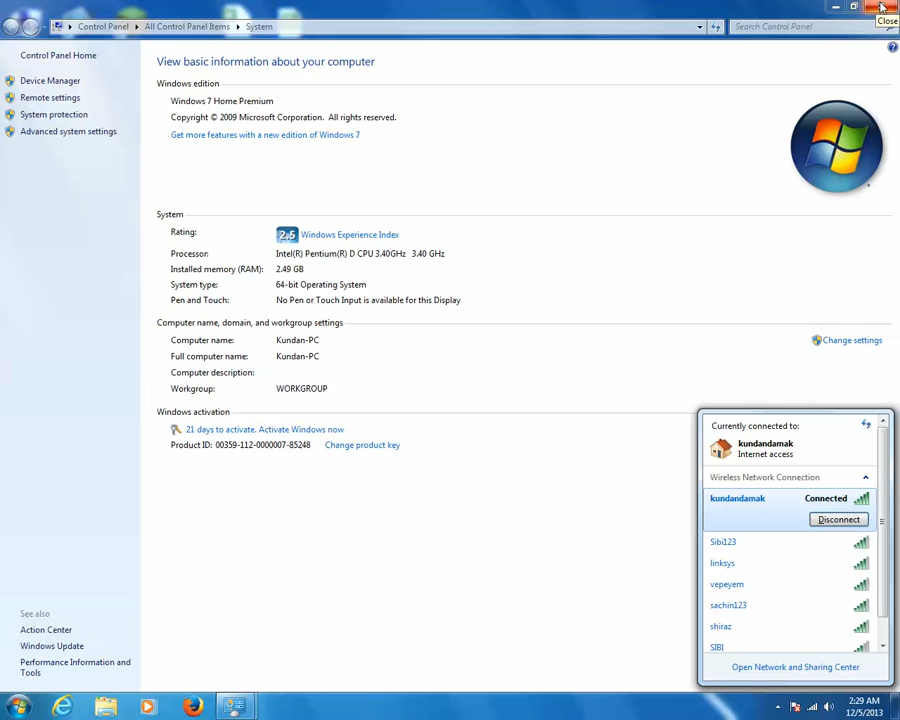 Close
Control Panel
All Control Panel Items
System
Search Control Panel
Control Panel Home
Device Manager
Remote settings
System protection
Advanced system settings
View basic information about your computer
Windows edition
Windows 7 Home Premium
Copyright © 2009 Microsoft Corporation. All rights reserved.
Get more features with a new edition of Windows 7
System
Rating: 2.5 Windows Experience Index
Processor: Intel(R) Pentium(R) D CPU 3.40GHz 3.40 GHz
Installed memory (RAM): 2.49 GB
System type: 64-bit Operating System
Pen and Touch: No Pen or Touch Input is available for this Display
Computer name, domain, and workgroup settings
Computer name: Kundan-PC
Change settings
Full computer name: Kundan-PC
Computer description:
Workgroup: WORKGROUP
Windows activation
21 days to activate. Activate Windows now
Product ID: 00359-112-0000007-85248 Change product key
Currently connected to:
kundandamak
Internet access
Wireless Network Connection
kundandamak Connected
Disconnect
Sibi123
linksys
vepeyem
sachin123
shiraz
SIBI
Open Network and Sharing Center
See also
Action Center
Windows Update
Performance Information and
Tools
2:29 AM
12/5/2013